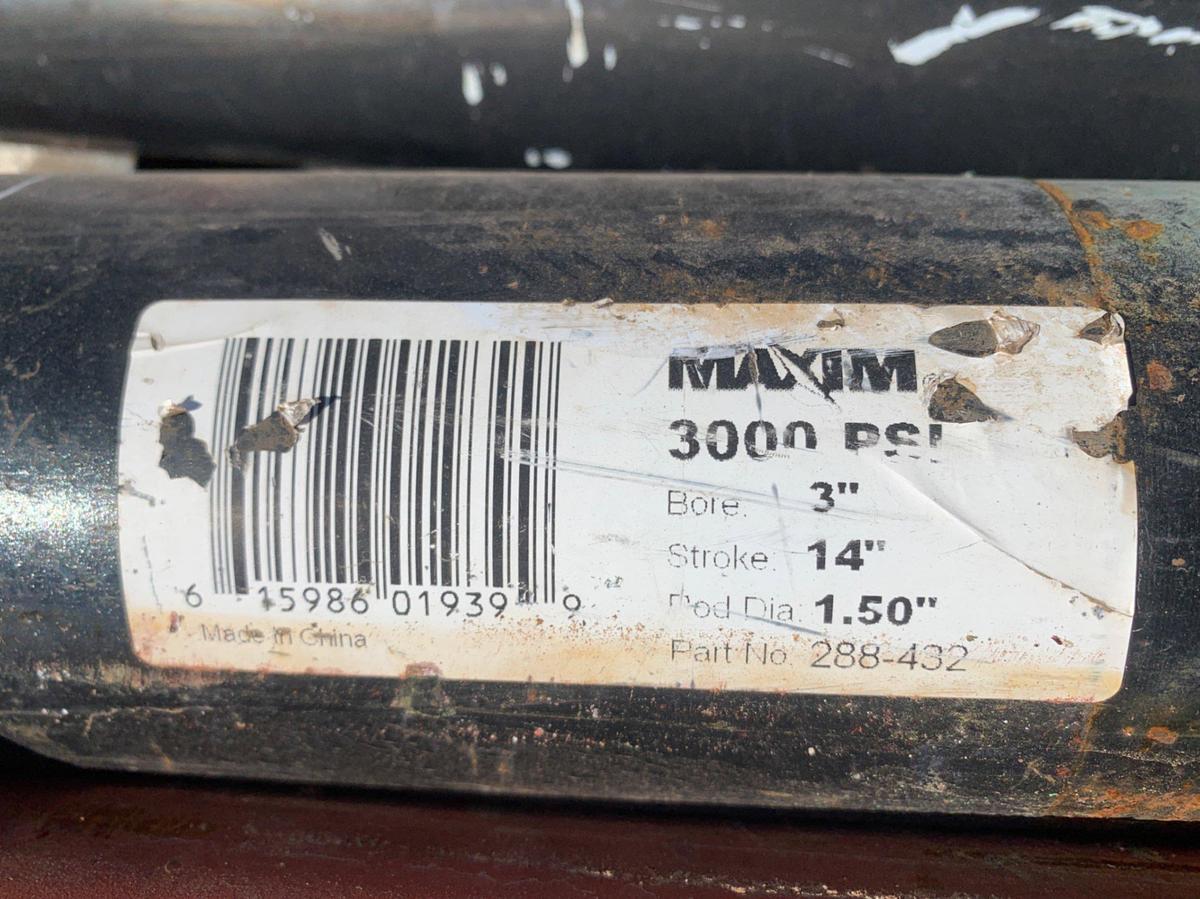 MAXIM
3000 PSI
Bore: 3"
Stroke: 14"
Rod Dia: 1.50"
Part No. 288-432
6 15986 01939 9
Made In China